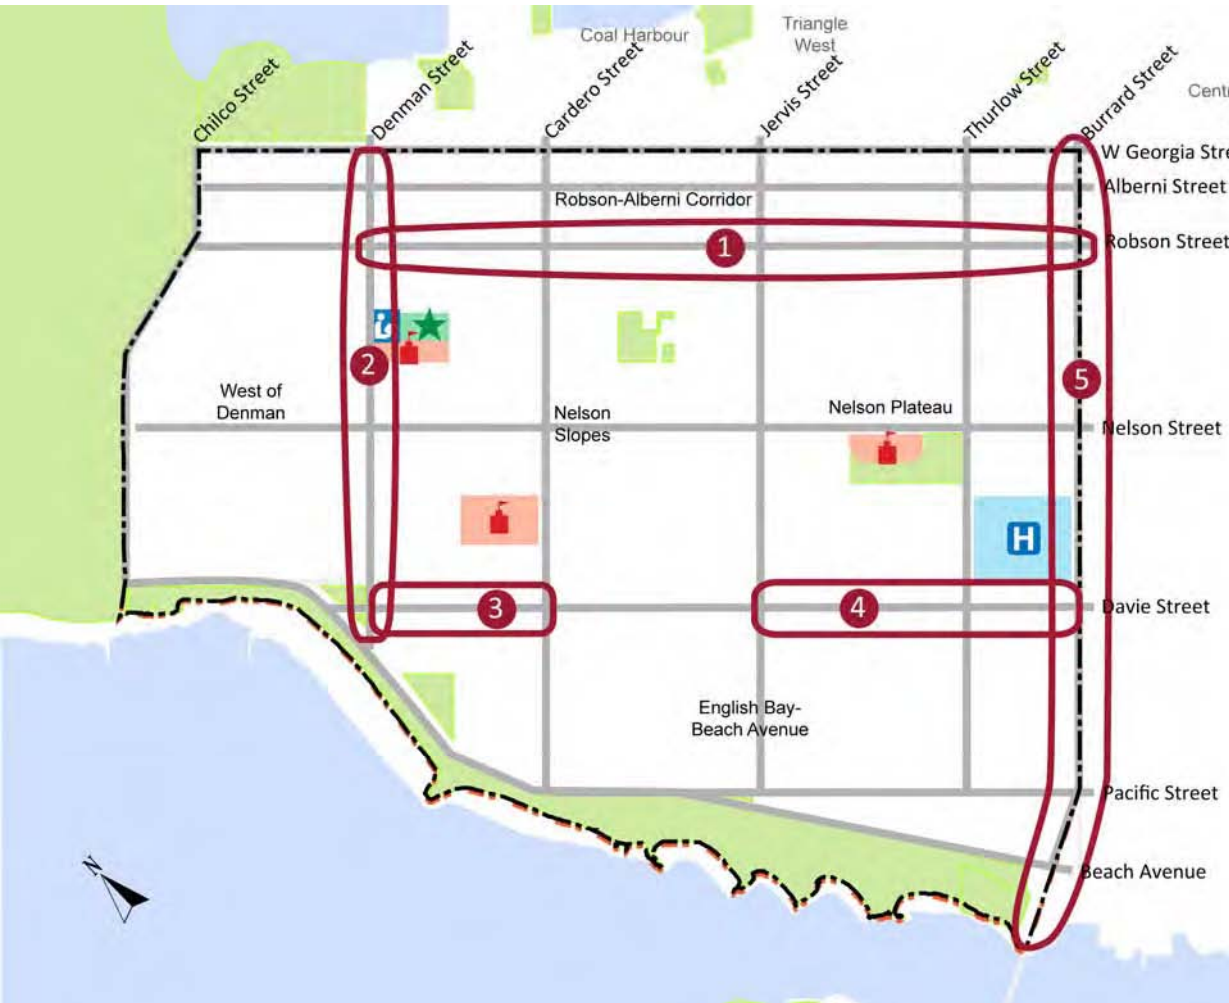 Coal Harbour
Triangle
West
Chilco Street
Denman Street
Cardero Street
Jervis Street
Thurlow Street
Burrard Street
Centr
W Georgia Stre
Alberni Street
Robson-Alberni Corridor
Robson Street
1
i
2
5
West of
Denman
Nelson
Slopes
Nelson Plateau
Nelson Street
H
3
4
Davie Street
English Bay-
Beach Avenue
Pacific Street
Beach Avenue
N